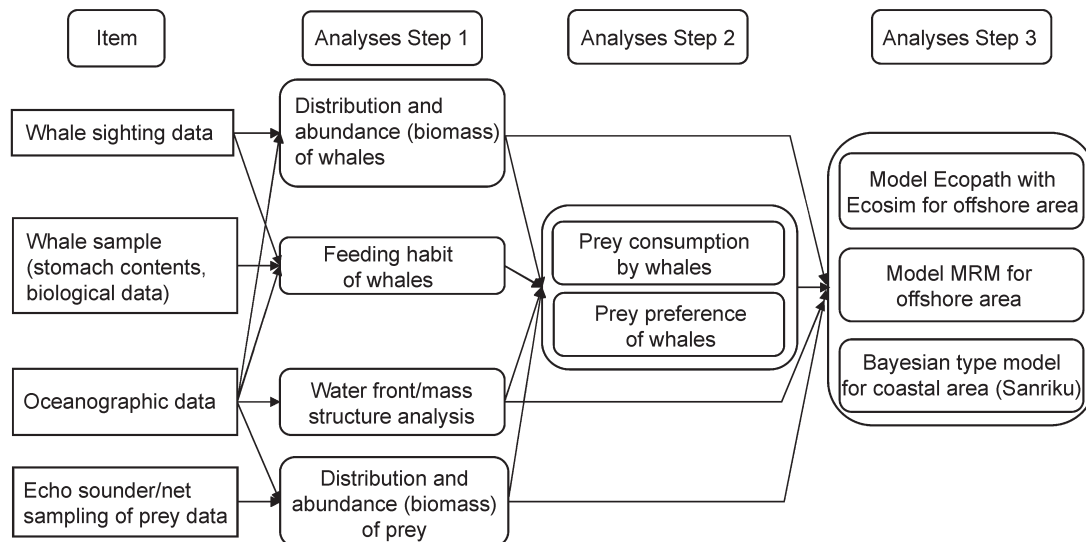 Item
Analyses Step 1
Analyses Step 2
Analyses Step 3
Whale sighting data
Whale sample
(stomach contents,
biological data)
Oceanographic data
Echo sounder/net
sampling of prey data
Distribution and
abundance (biomass)
of whales
Feeding habit
of whales
Water front/mass
structure analysis
Distribution and
abundance (biomass)
of prey
Prey consumption
by whales
Prey preference
of whales
Model Ecopath with
Ecosim for offshore area
Model MRM for
offshore area
Bayesian type model
for coastal area (Sanriku)